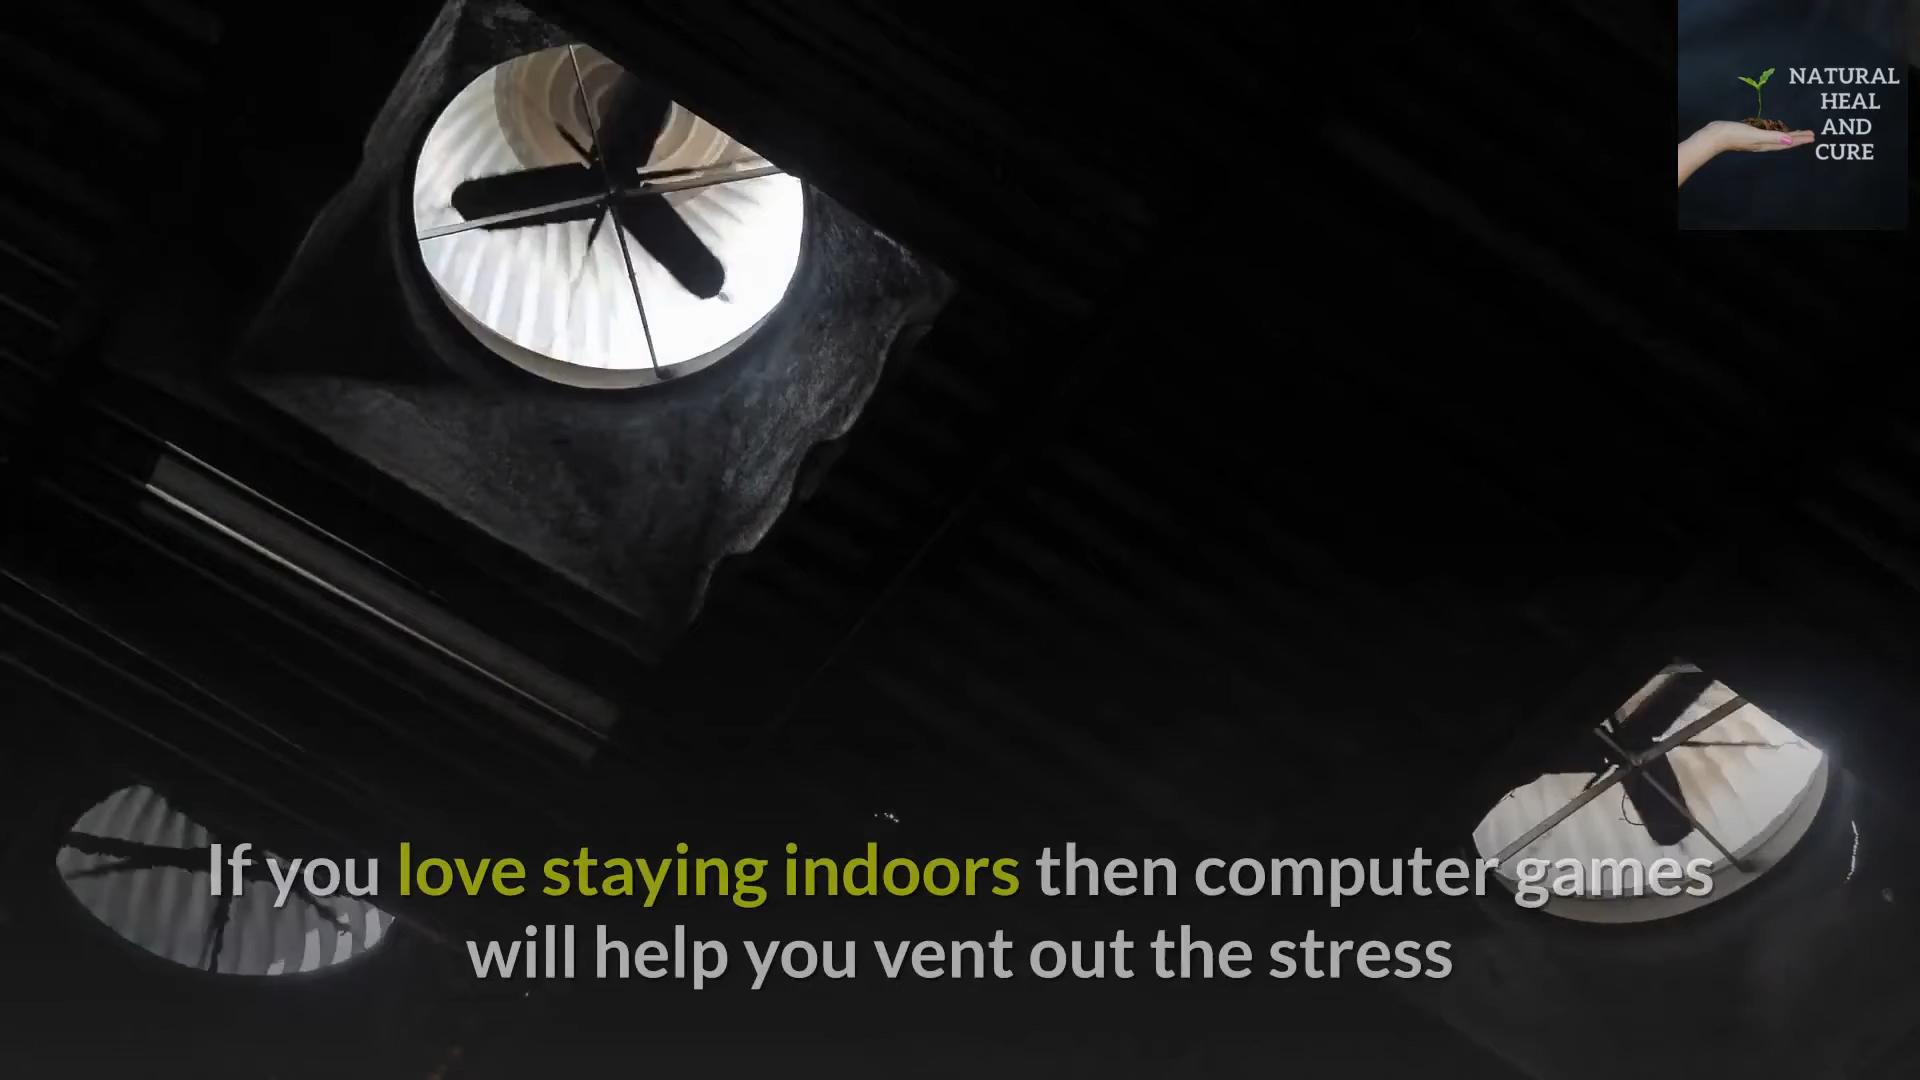 NATURAL
HEAL
AND
CURE
If you love staying indoors then computer games
will help you vent out the stress